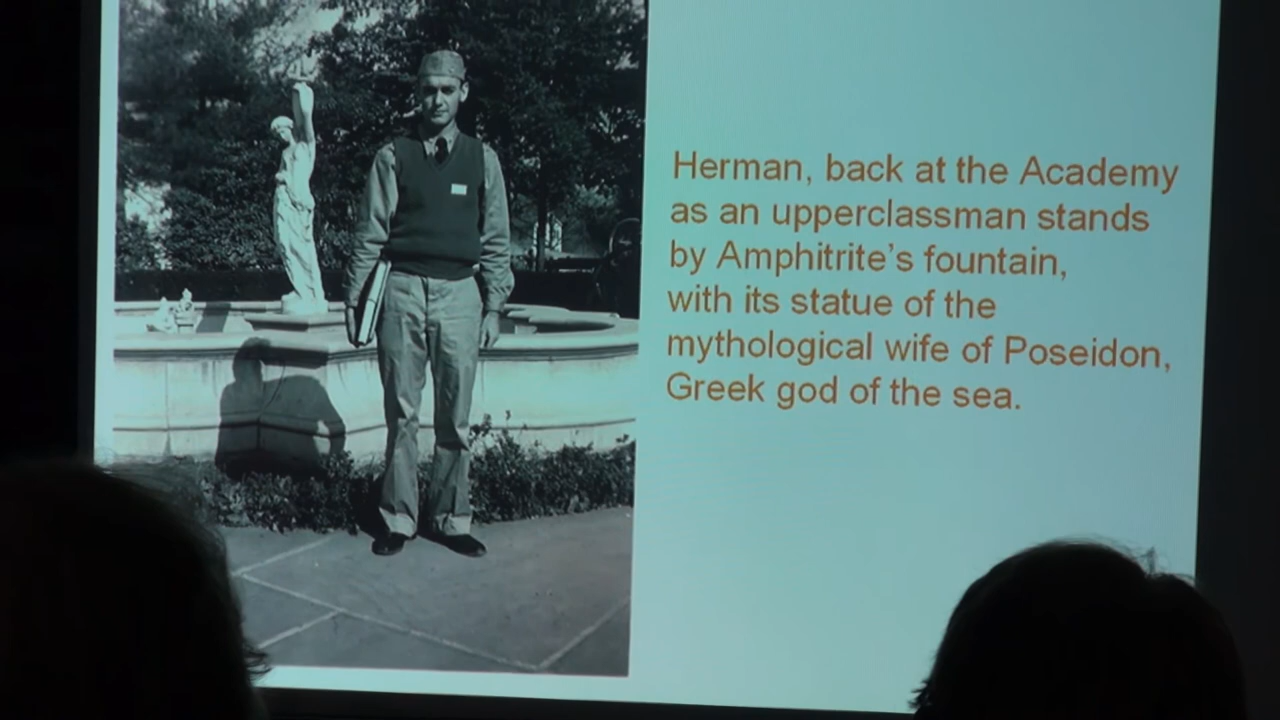 Herman, back at the Academy
as an upperclassman stands
by Amphitrite’s fountain,
with its statue of the
mythological wife of Poseidon,
Greek god of the sea.